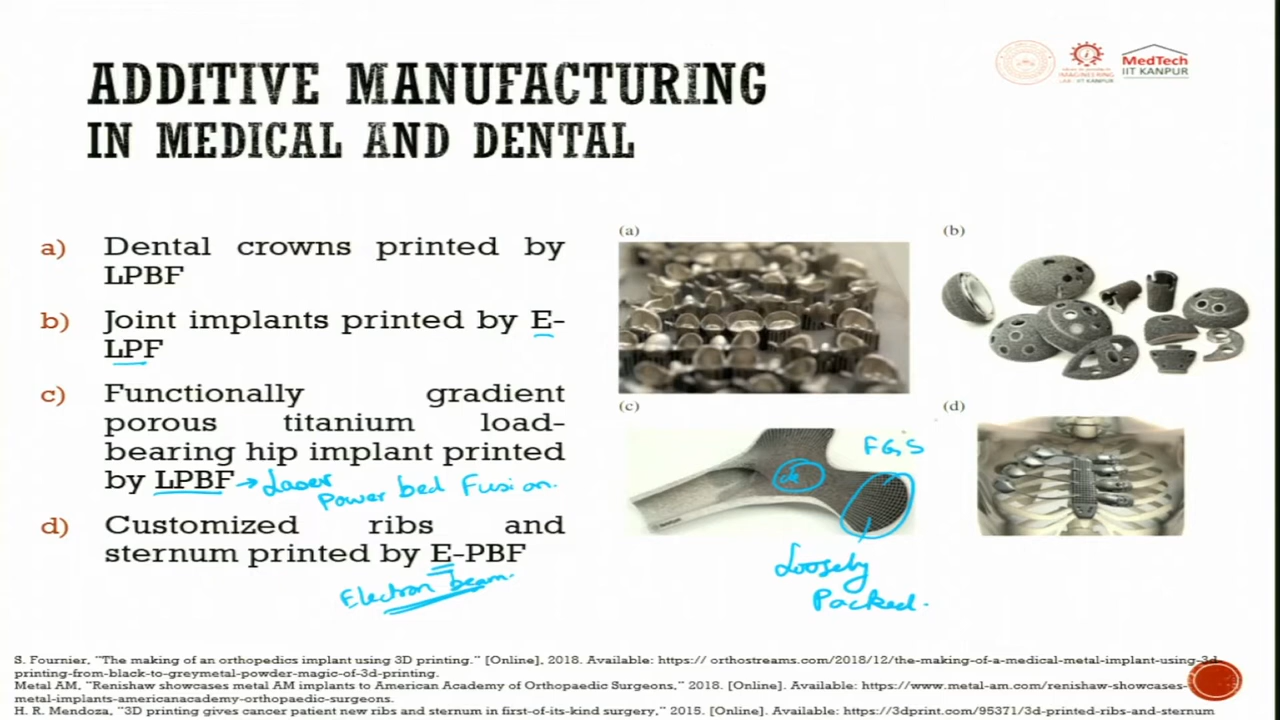 ADDITIVE MANUFACTURING
IN MEDICAL AND DENTAL
MedTech
IIT KANPUR
IMAGINEERING
LAB - IIT KANPUR
a) Dental crowns printed by
LPBF
b) Joint implants printed by E-
LPF
c) Functionally gradient
porous titanium load-
bearing hip implant printed
by LPBF → Laser
Power bed Fusion.
d) Customized ribs and
sternum printed by E-PBF
Electron beam.
(a)
(b)
(c)
FGS
Loosely
Packed.
(d)
S. Fournier, "The making of an orthopedics implant using 3D printing." [Online], 2018. Available: https:// orthostreams.com/2018/12/the-making-of-a-medical-metal-implant-using-3d
printing-from-black-to-greymetal-powder-magic-of-3d-printing.
Metal AM, "Renishaw showcases metal AM implants to American Academy of Orthopaedic Surgeons," 2018. [Online]. Available: https://www.metal-am.com/renishaw-showcases-
metal-implants-americanacademy-orthopaedic-surgeons.
H. R. Mendoza, "3D printing gives cancer patient new ribs and sternum in first-of-its-kind surgery," 2015. [Online]. Available: https://3dprint.com/95371/3d-printed-ribs-and-sternum